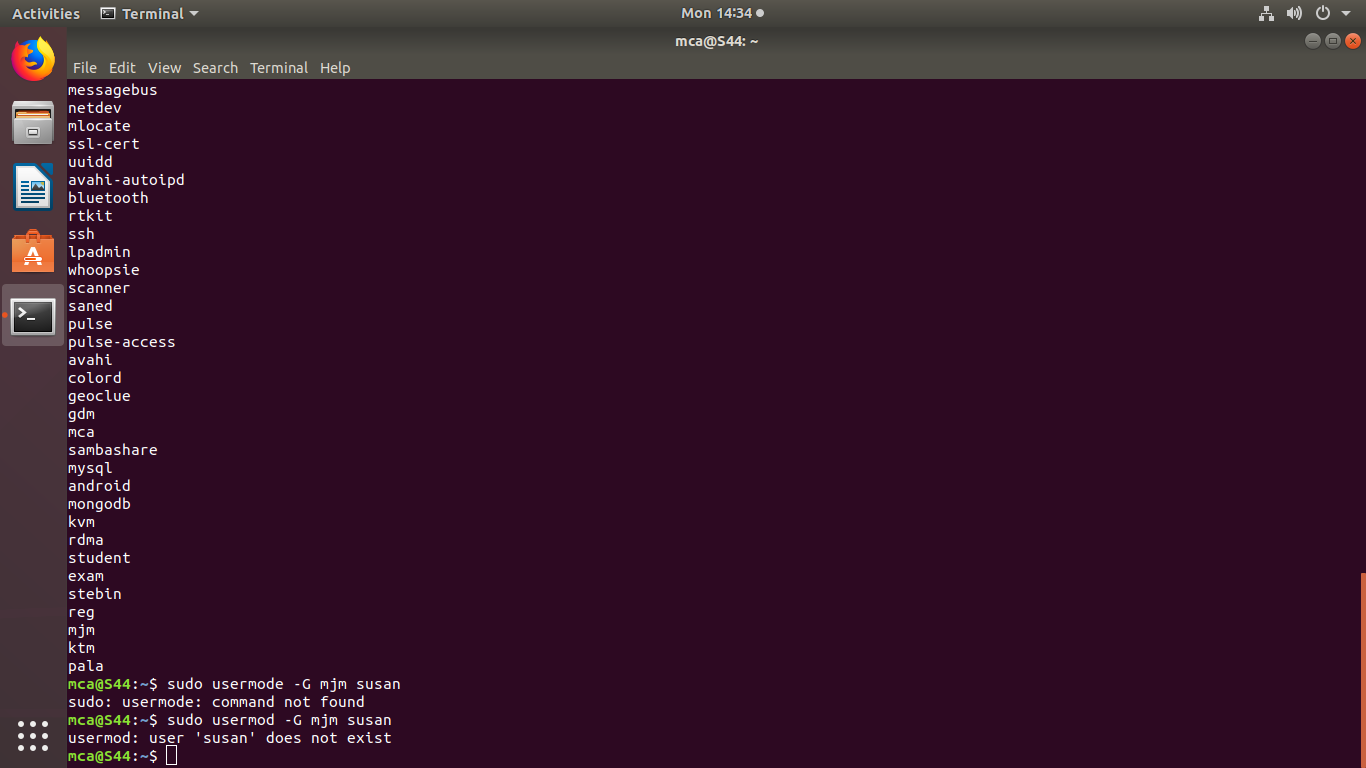 Activities Terminal Mon 14:34
mca@S44: ~
File Edit View Search Terminal Help
messagebus
netdev
mlocate
ssl-cert
uuidd
avahi-autoipd
bluetooth
rtkit
ssh
lpadmin
whoopsie
scanner
saned
pulse
pulse-access
avahi
colord
geoclue
gdm
mca
sambashare
mysql
android
mongodb
kvm
rdma
student
exam
stebin
reg
mjm
ktm
pala
mca@S44:~$ sudo usermode -G mjm susan
sudo: usermode: command not found
mca@S44:~$ sudo usermod -G mjm susan
usermod: user 'susan' does not exist
mca@S44:~$